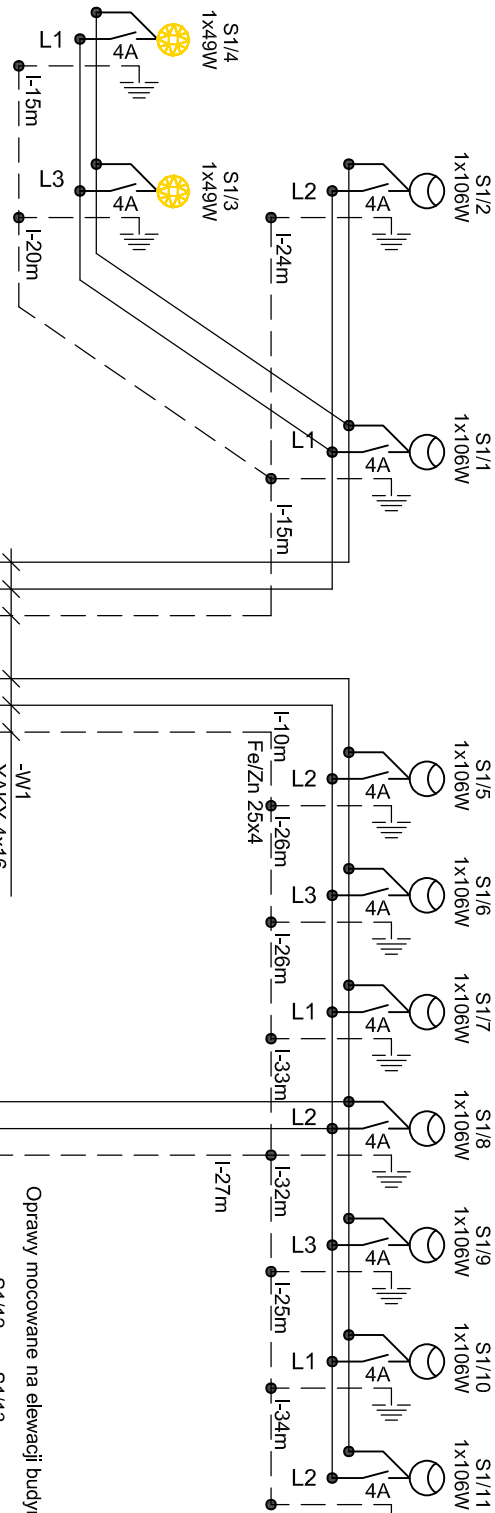 S1/4
1x49W
L1
4A
I-15m
S1/3
1x49W
L3
4A
I-20m
S1/2
1x106W
L2
4A
I-24m
S1/1
1x106W
L1
4A
I-15m
-W1
I-10m
Fe/Zn 25x4
S1/5
1x106W
L2
4A
I-26m
S1/6
1x106W
L3
4A
I-26m
S1/7
1x106W
L1
4A
I-33m
S1/8
1x106W
L2
4A
I-32m
I-27m
S1/9
1x106W
L3
4A
I-25m
S1/10
1x106W
L1
4A
I-34m
S1/11
1x106W
L2
4A
Oprawy mocowane na elewacji